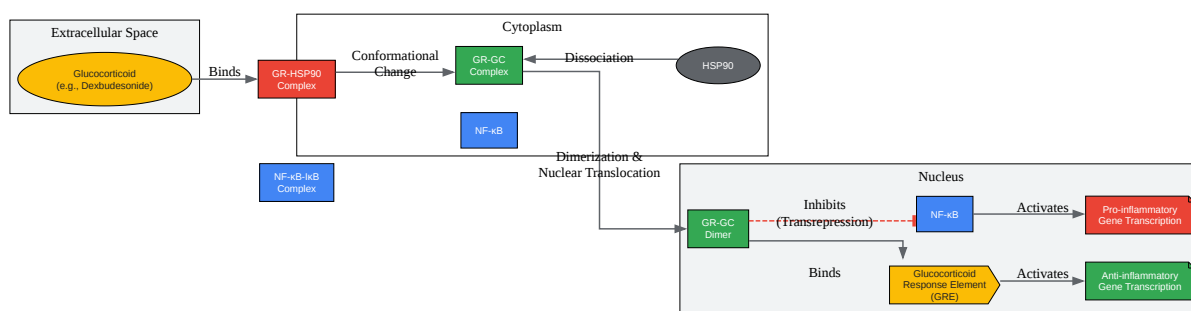 Extracellular Space
Glucocorticoid
(e.g., Dexbudesonide)
Binds
Cytoplasm
GR-HSP90
Complex
Conformational
Change
GR-GC
Complex
Dissociation
HSP90
NF-κB
NF-κB-IκB
Complex
Dimerization &
Nuclear Translocation
Nucleus
GR-GC
Dimer
Inhibits
(Transrepression)
NF-κB
Activates
Pro-inflammatory
Gene Transcription
Binds
Glucocorticoid
Response Element
(GRE)
Activates
Anti-inflammatory
Gene Transcription